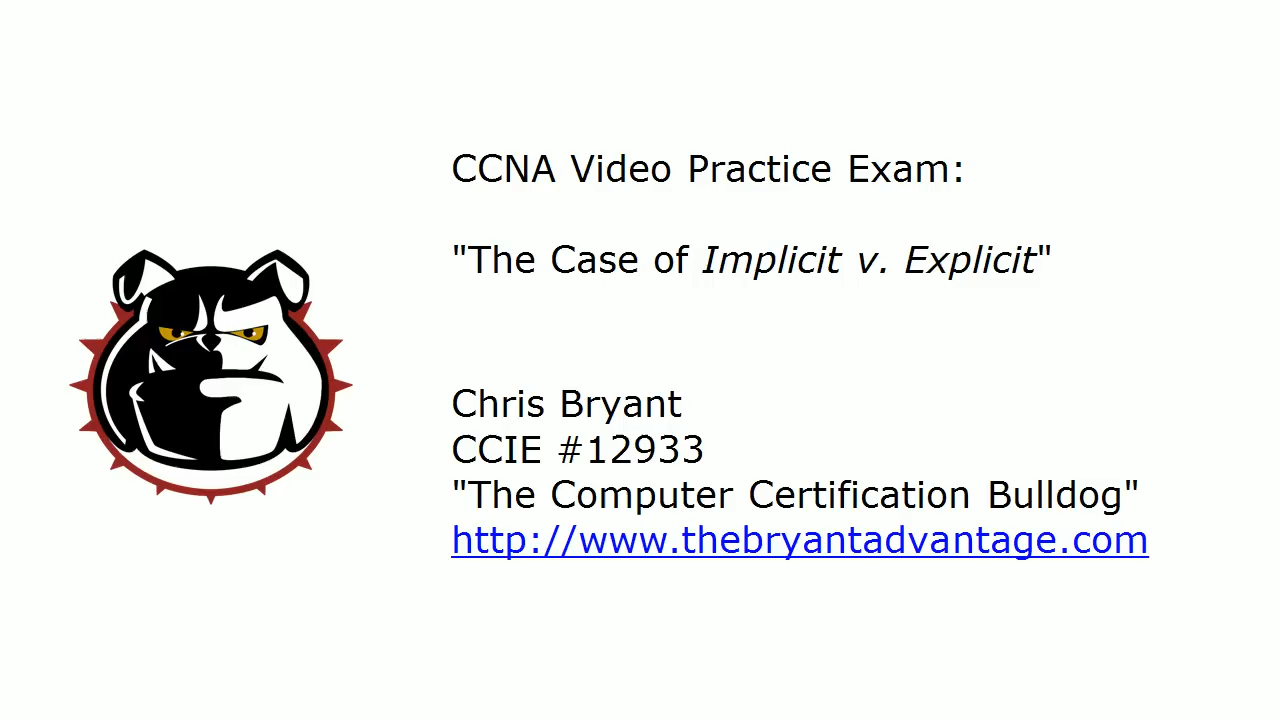 CCNA Video Practice Exam:
"The Case of Implicit v. Explicit"
Chris Bryant
CCIE #12933
"The Computer Certification Bulldog"
http://www.thebryantadvantage.com